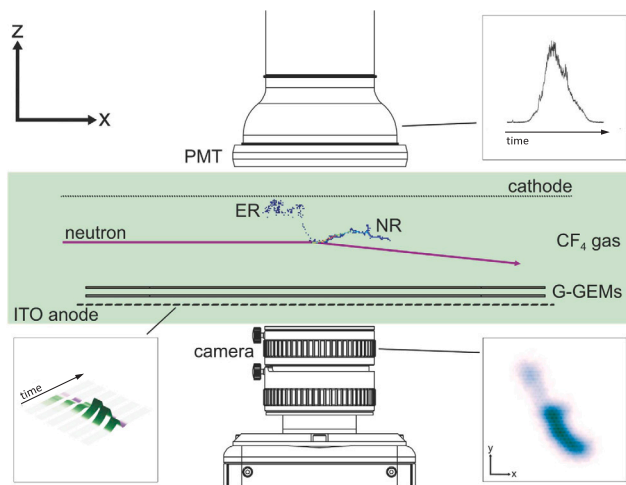 z
x
PMT
time
cathode
ER
NR
neutron
CF₄ gas
G-GEMs
ITO anode
camera
time
y
x